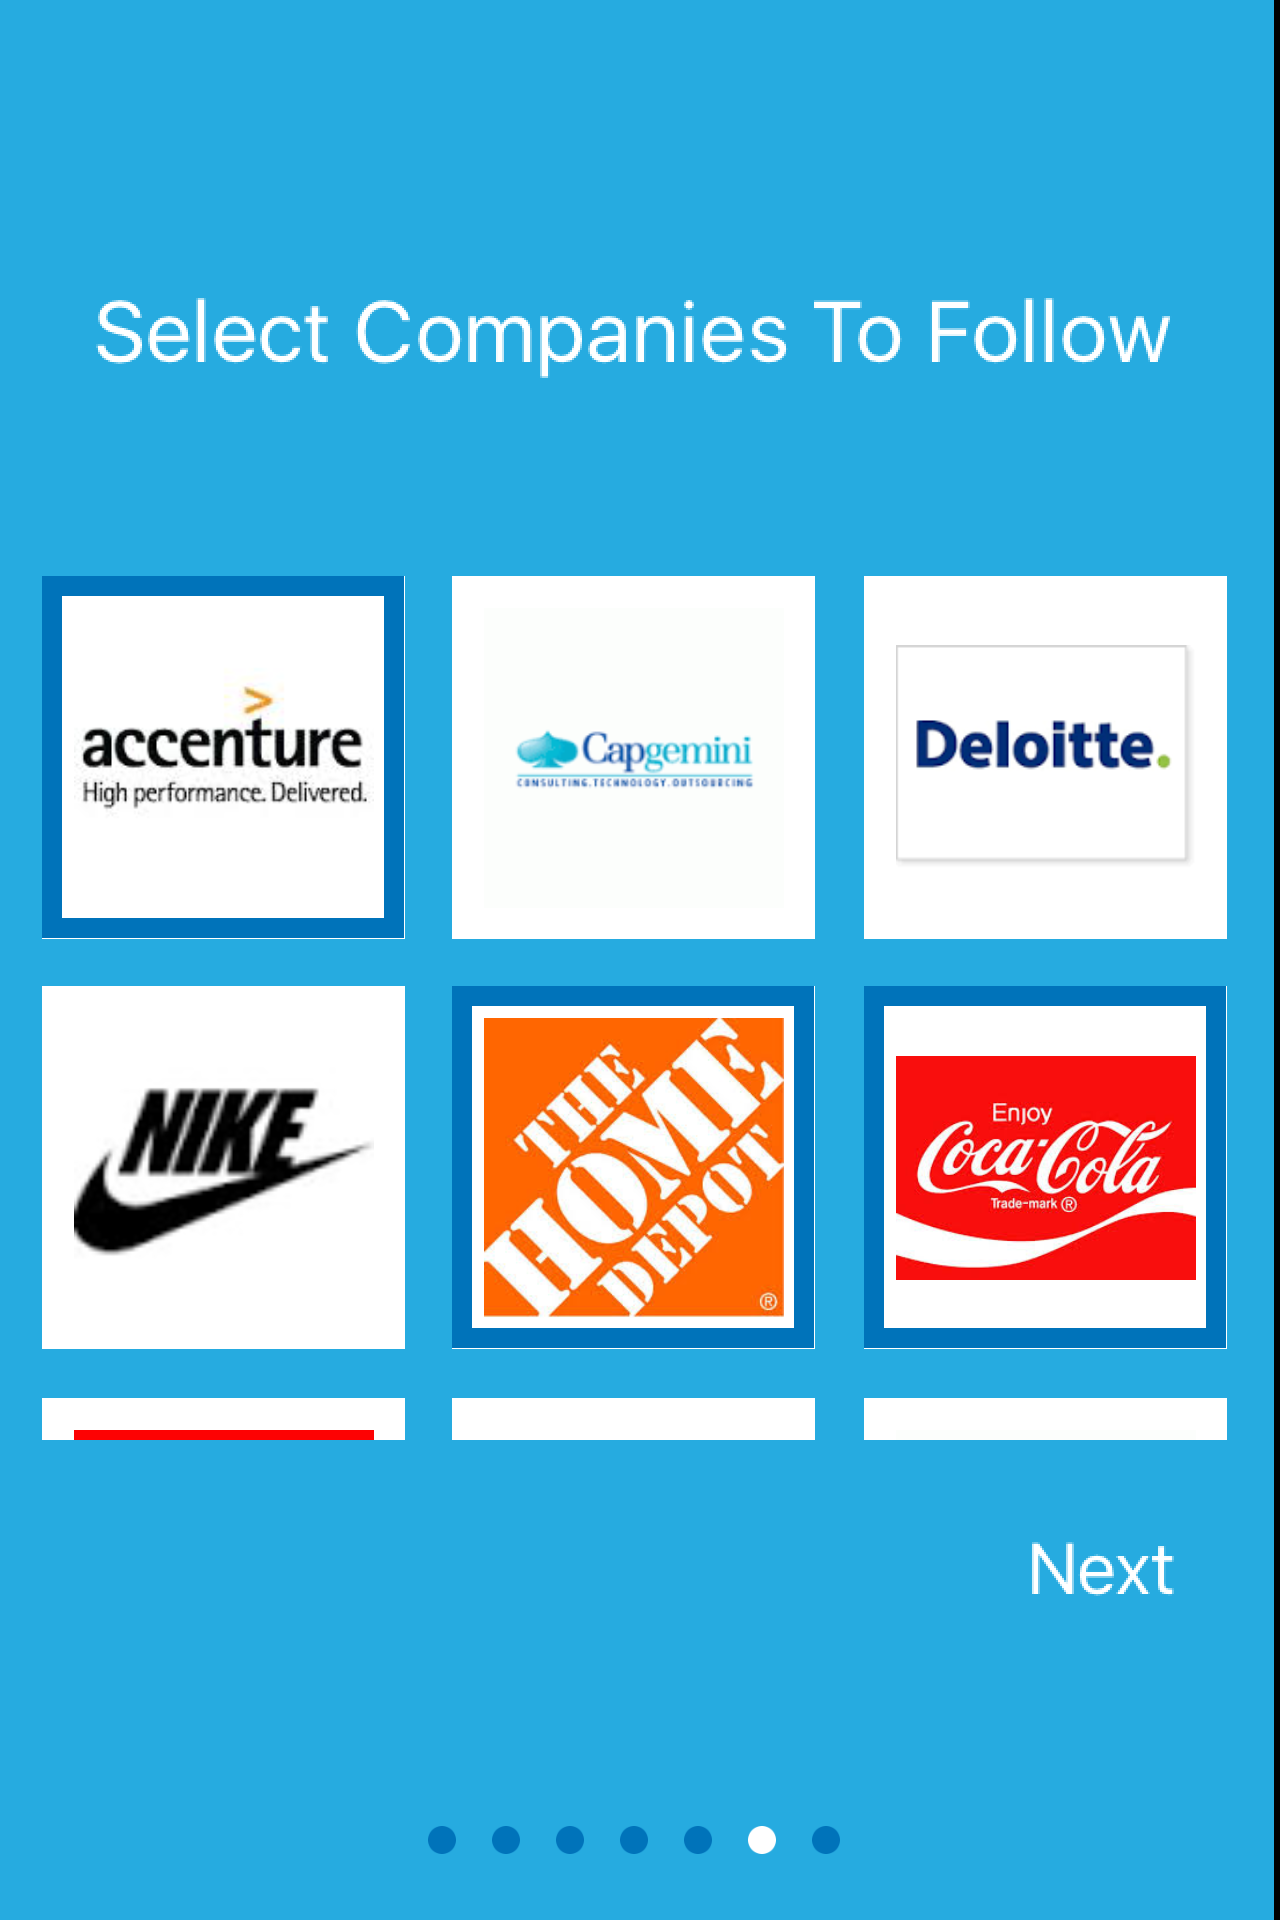 Select Companies To Follow
accenture
High performance. Delivered.
Capgemini
CONSULTING.TECHNOLOGY.OUTSOURCING
Deloitte.
NIKE
THE
HOME
DEPOT
®
Enjoy
Coca-Cola
Trade-mark ®
Next